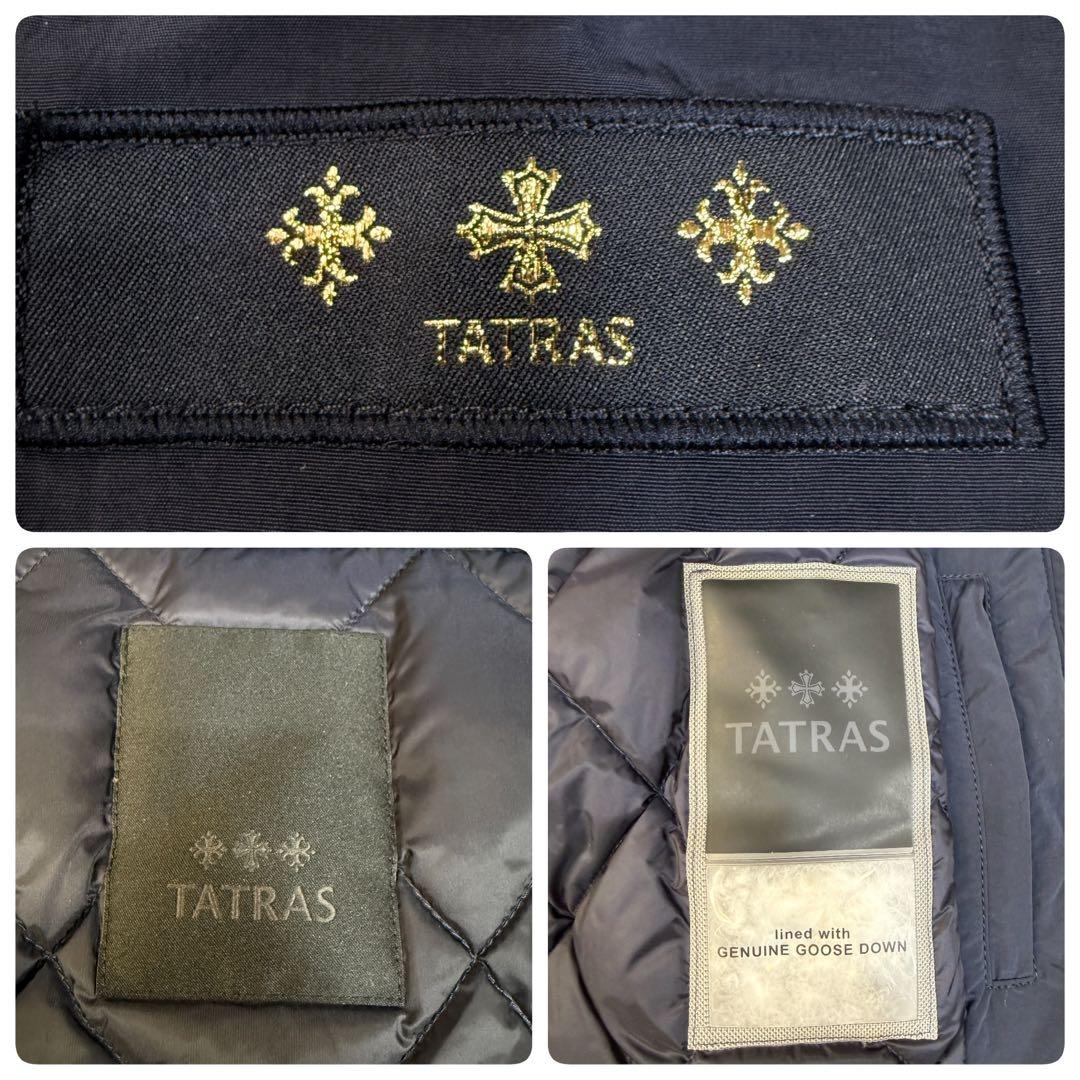 TATRAS
TATRAS
TATRAS
lined with
GENUINE GOOSE DOWN